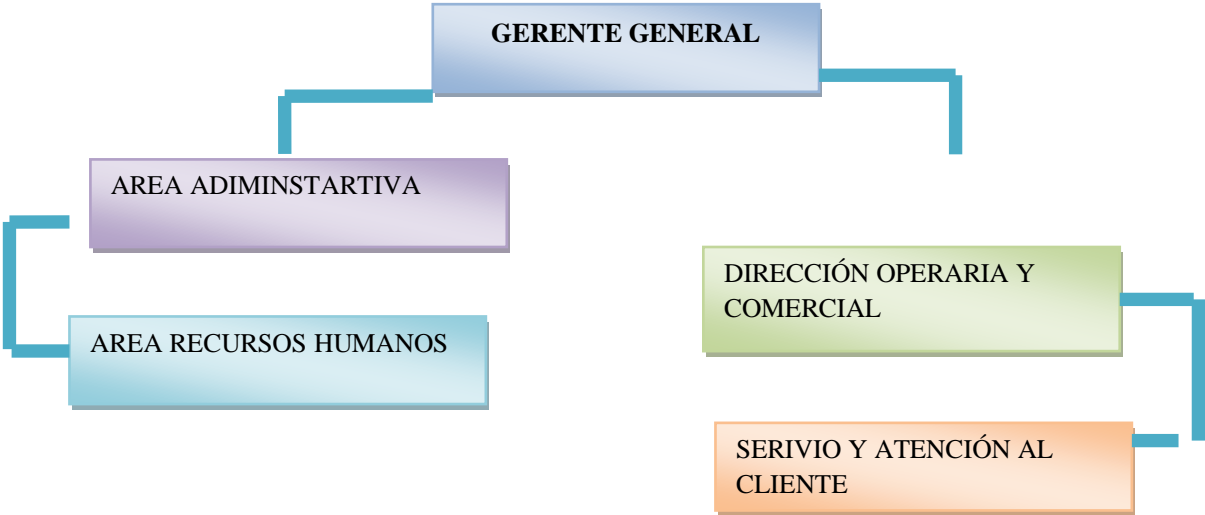 GERENTE GENERAL
AREA ADIMINSTARTIVA
AREA RECURSOS HUMANOS
DIRECCIÓN OPERARIA Y
COMERCIAL
SERIVIO Y ATENCIÓN AL
CLIENTE